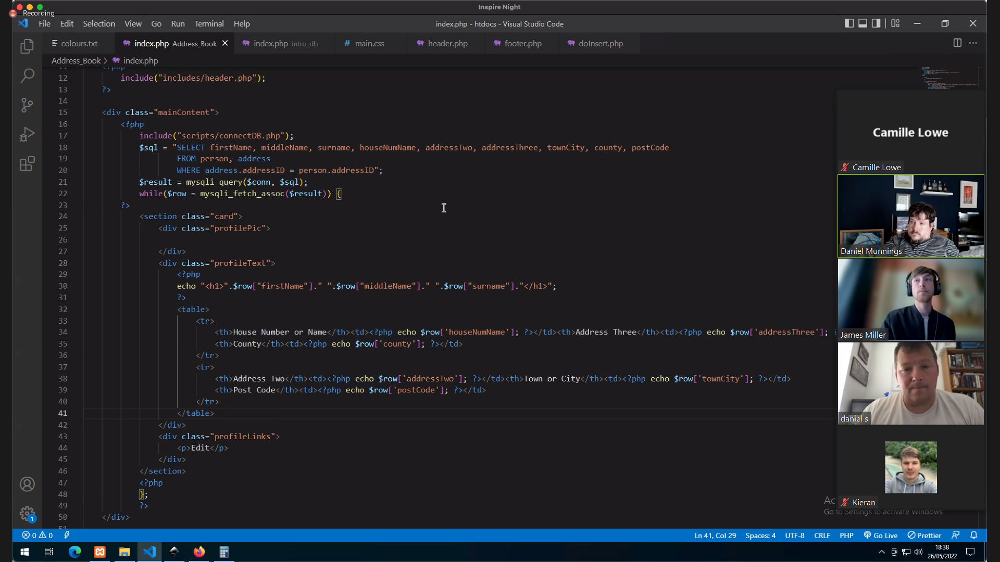 Inspire Night
Recording
File Edit Selection View Go Run Terminal Help
index.php - htdocs - Visual Studio Code
colours.txt
index.php Address_Book
index.php intro_db
# main.css
header.php
footer.php
doInsert.php
Address_Book > index.php
11 <?php
12 include("includes/header.php");
13 ?>
14
15 <div class="mainContent">
16 <?php
17 include("scripts/connectDB.php");
18 $sql = "SELECT firstName, middleName, surname, houseNumName, addressTwo, addressThree, townCity, county, postCode
19 FROM person, address
20 WHERE address.addressID = person.addressID";
21 $result = mysqli_query($conn, $sql);
22 while($row = mysqli_fetch_assoc($result)) {
23 ?>
24 <section class="card">
25 <div class="profilePic">
26
27 </div>
28 <div class="profileText">
29 <?php
30 echo "<h1>".$row["firstName"]." ".$row["middleName"]." ".$row["surname"]."</h1>";
31 ?>
32 <table>
33 <tr>
34 <th>House Number or Name</th><td><?php echo $row['houseNumName']; ?></td><th>Address Three</th><td><?php echo $row['addressThree'];
35 <th>County</th><td><?php echo $row['county']; ?></td>
36 </tr>
37 <tr>
38 <th>Address Two</th><td><?php echo $row['addressTwo']; ?></td><th>Town or City</th><td><?php echo $row['townCity']; ?></td>
39 <th>Post Code</th><td><?php echo $row['postCode']; ?></td>
40 </tr>
41 </table>
42 </div>
43 <div class="profileLinks">
44 <p>Edit</p>
45 </div>
46 </section>
47 <?php
48 };
49 ?>
50 </div>
51
Camille Lowe
Camille Lowe
Daniel Munnings
James Miller
daniel s
Kieran
Ac
Go to Settings to activate Windows.
1
0 0
Ln 41, Col 29 Spaces: 4 UTF-8 CRLF PHP Go Live Prettier
18:38
26/05/2022